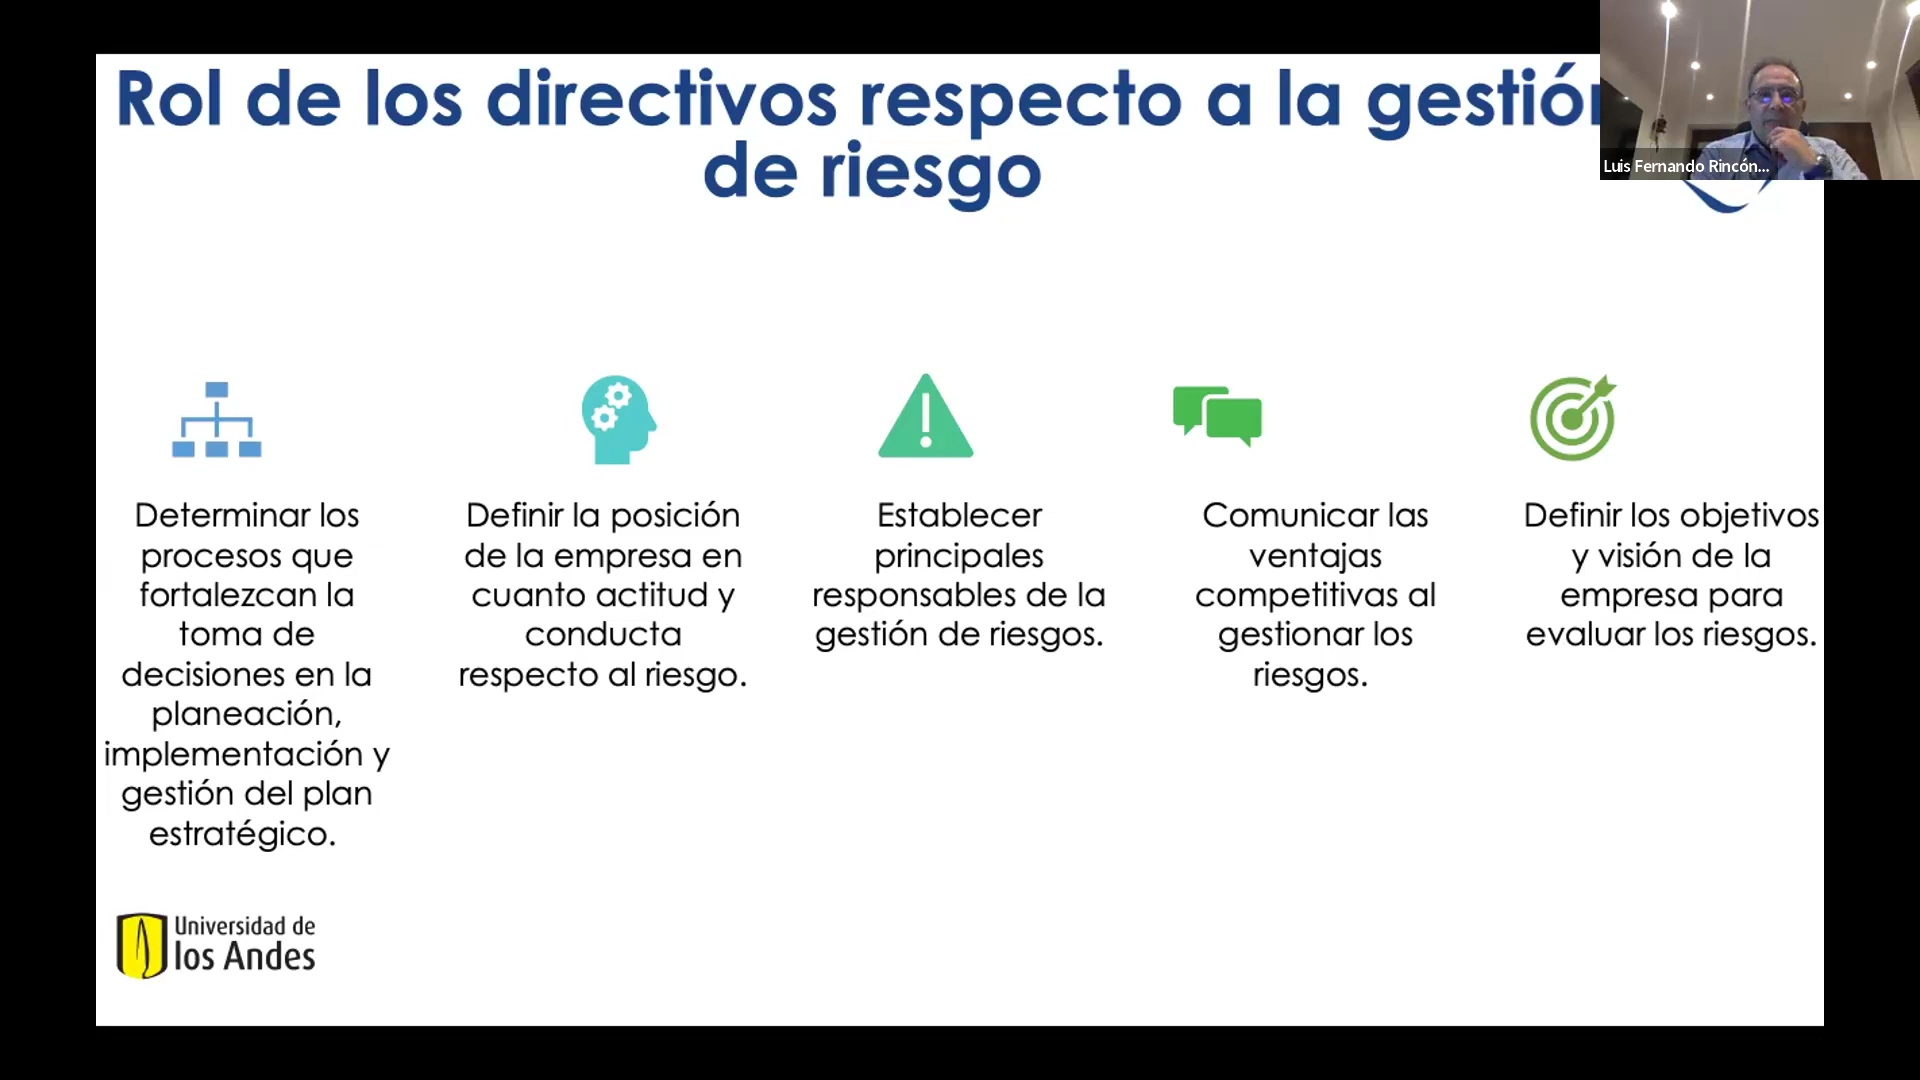 Rol de los directivos respecto a la gestión
de riesgo
Luis Fernando Rincón...
Determinar los
procesos que
fortalezcan la
toma de
decisiones en la
planeación,
implementación y
gestión del plan
estratégico.
Definir la posición
de la empresa en
cuanto actitud y
conducta
respecto al riesgo.
Establecer
principales
responsables de la
gestión de riesgos.
Comunicar las
ventajas
competitivas al
gestionar los
riesgos.
Definir los objetivos
y visión de la
empresa para
evaluar los riesgos.
Universidad de
los Andes